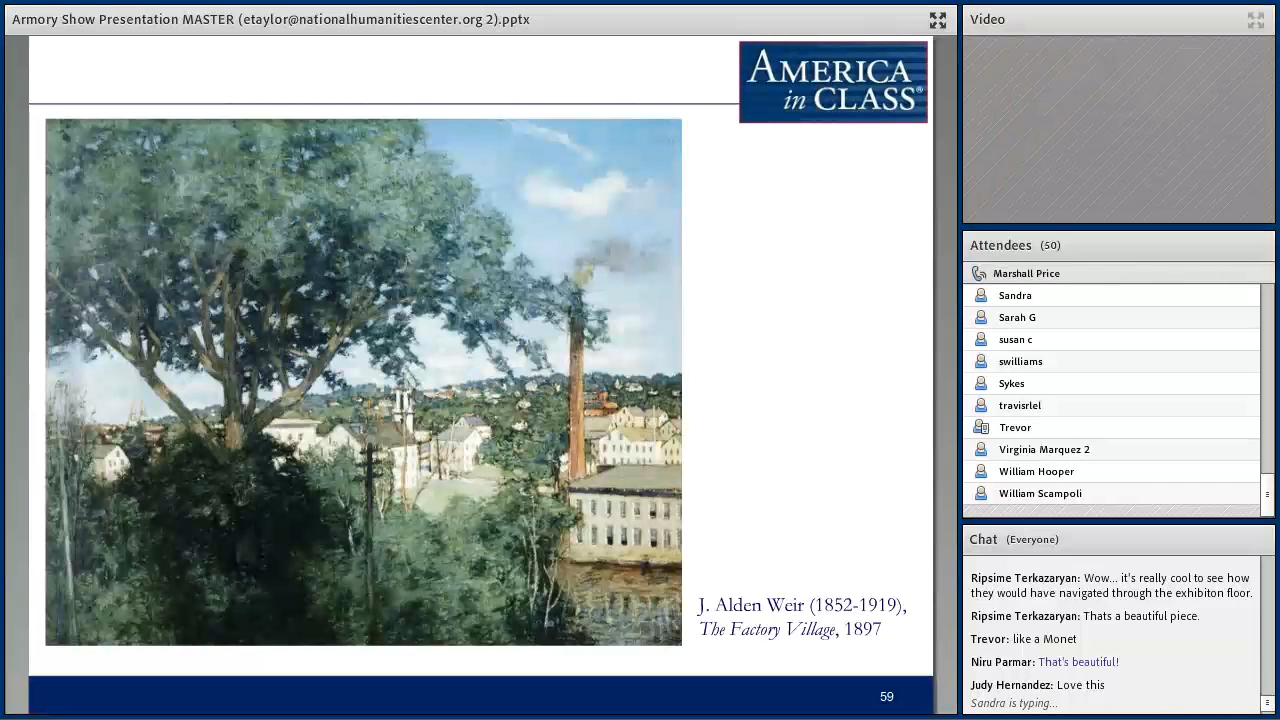 Armory Show Presentation MASTER (etaylor@nationalhumanitiescenter.org 2).pptx
AMERICA
in CLASS®
J. Alden Weir (1852-1919),
The Factory Village, 1897
59
Video
Attendees (50)
Marshall Price
Sandra
Sarah G
susan c
swilliams
Sykes
travisrlel
Trevor
Virginia Marquez 2
William Hooper
William Scampoli
Chat (Everyone)
Ripsime Terkazaryan: Wow... it's really cool to see how
they would have navigated through the exhibiton floor.
Ripsime Terkazaryan: Thats a beautiful piece.
Trevor: like a Monet
Niru Parmar: That's beautiful!
Judy Hernandez: Love this
Sandra is typing...